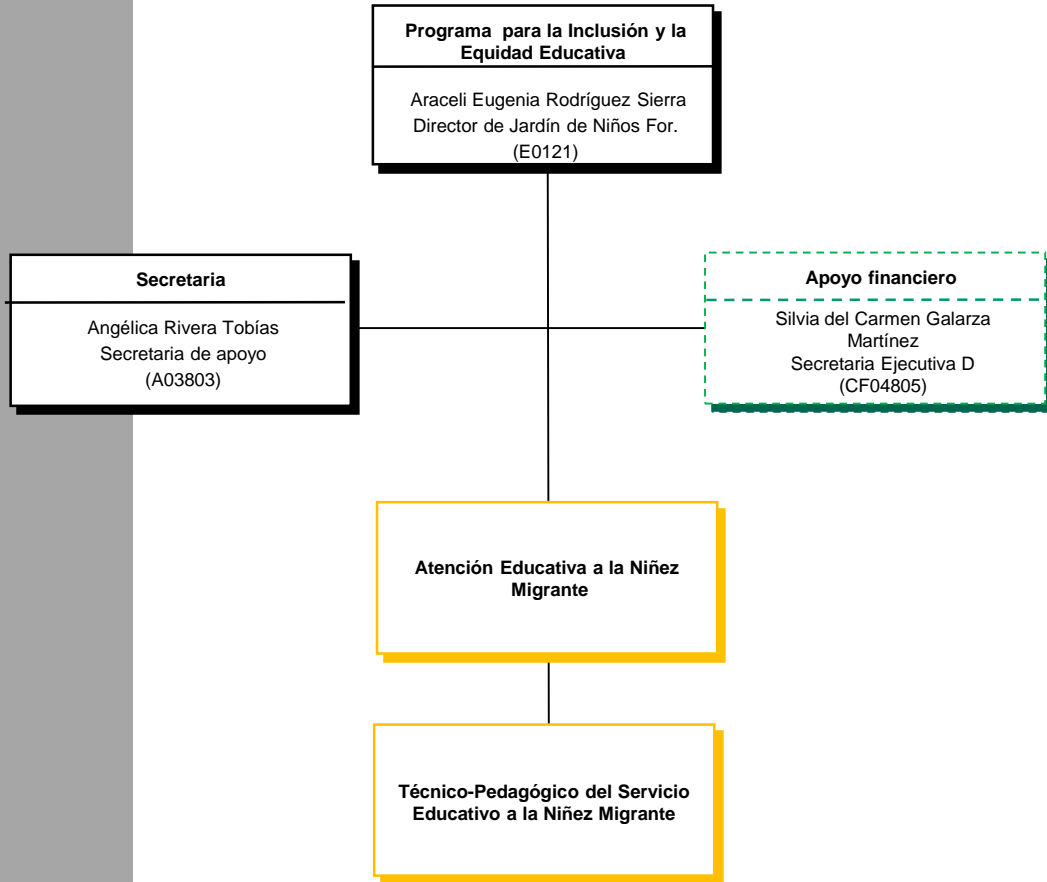 Programa para la Inclusión y la
Equidad Educativa
Araceli Eugenia Rodríguez Sierra
Director de Jardín de Niños For.
(E0121)
Secretaria
Angélica Rivera Tobías
Secretaria de apoyo
(A03803)
Apoyo financiero
Silvia del Carmen Galarza
Martínez
Secretaria Ejecutiva D
(CF04805)
Atención Educativa a la Niñez
Migrante
Técnico-Pedagógico del Servicio
Educativo a la Niñez Migrante